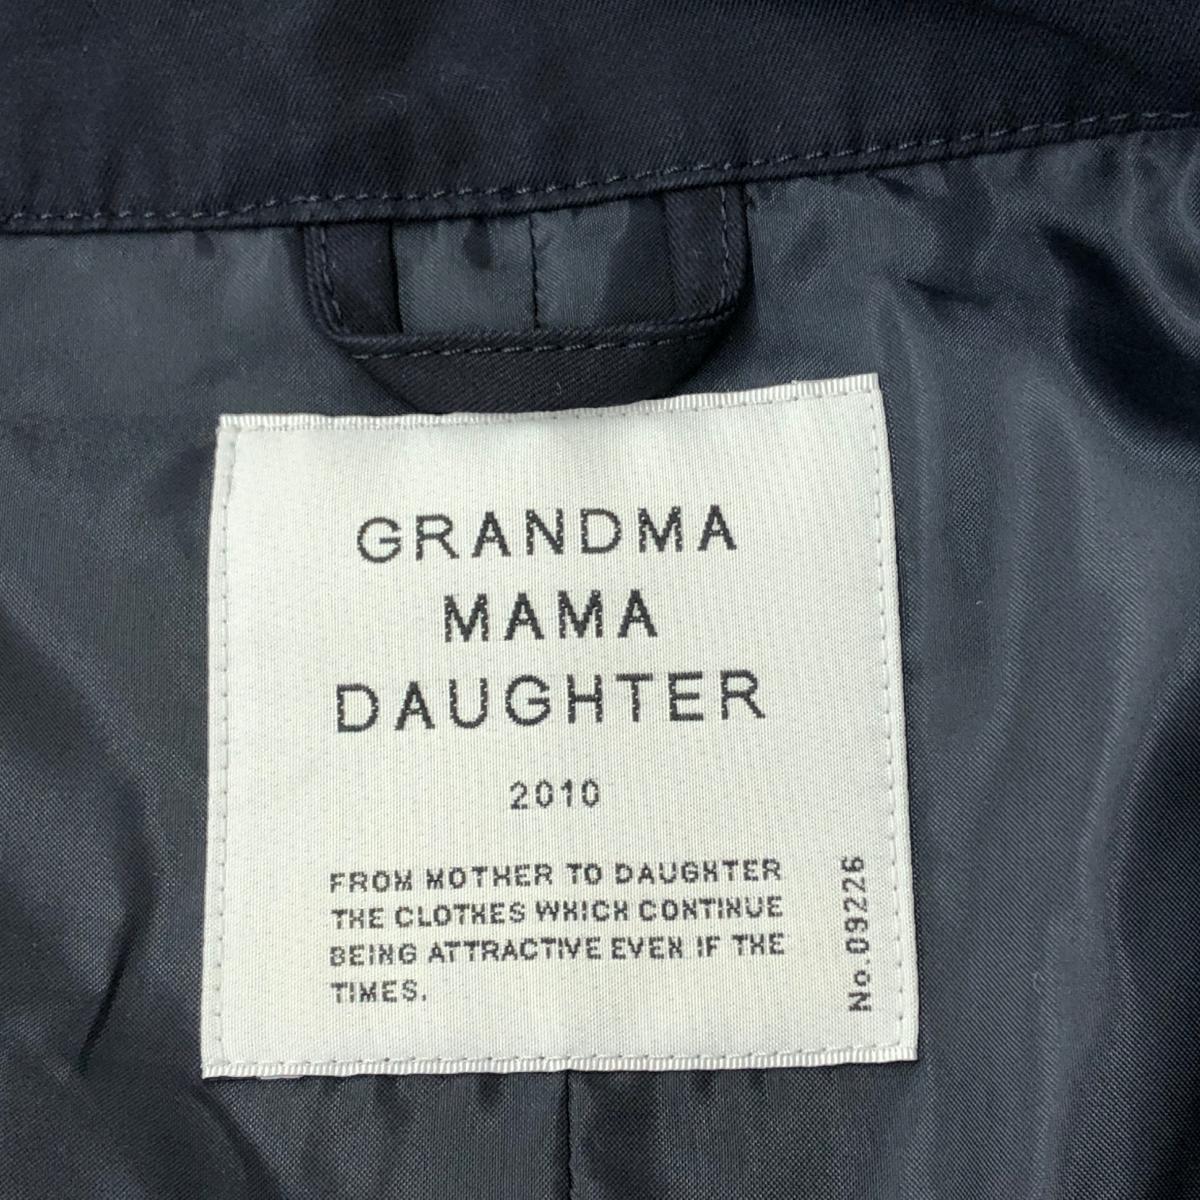 GRANDMA
MAMA
DAUGHTER
2010
FROM MOTHER TO DAUGHTER
THE CLOTHES WHICH CONTINUE
BEING ATTRACTIVE EVEN IF THE
TIMES.
No.09226